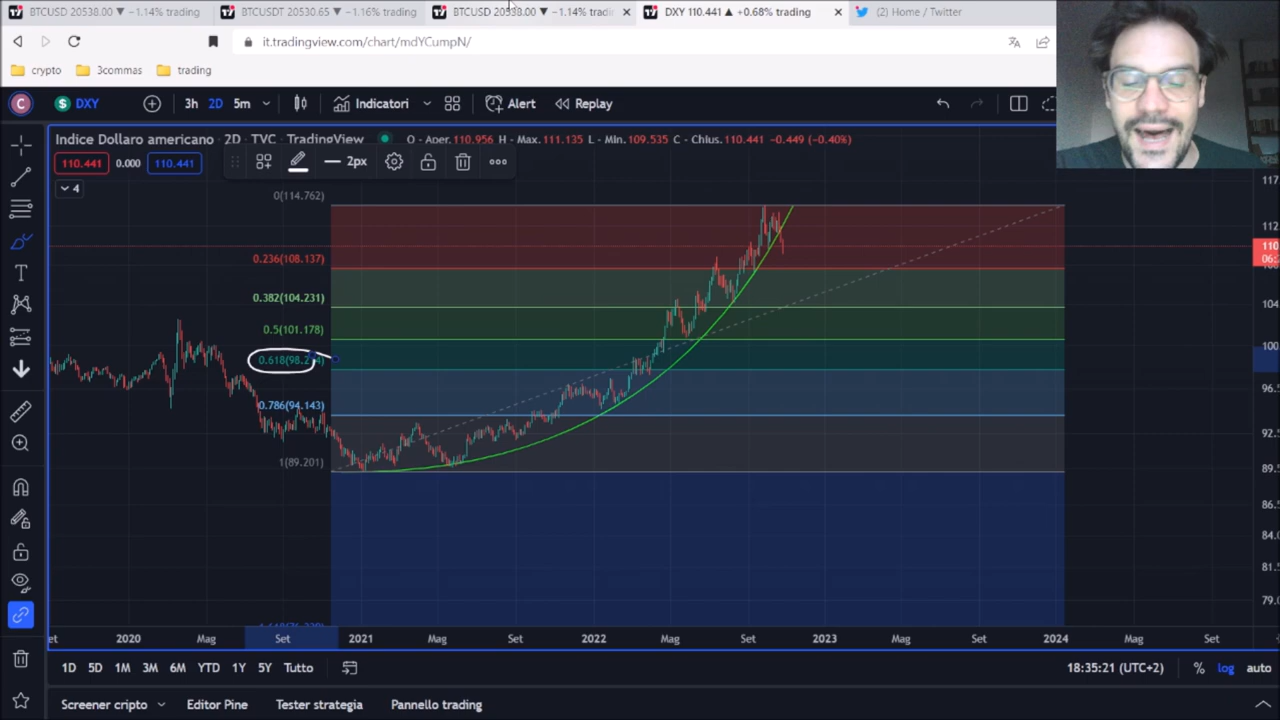 BTCUSD 20538.00 ▼ −1.14% trading
BTCUSDT 20530.65 ▼ −1.16% trading
BTCUSD 20538.00 ▼ −1.14% tradin
DXY 110.441 ▲ +0.68% trading
(2) Home / Twitter
it.tradingview.com/chart/mdYCumpN/
crypto
3commas
trading
C
DXY
3h
2D
5m
Indicatori
Alert
Replay
Indice Dollaro americano · 2D · TVC · TradingView
O - Aper. 110.956 H - Max. 111.135 L - Min. 109.535 C - Chius. 110.441 −0.449 (−0.40%)
110.441
0.000
110.441
2px
4
0(114.762)
0.236(108.137)
0.382(104.231)
0.5(101.178)
0.786(94.143)
1(89.201)
117
112
110
104
100
96.5
92.5
89.5
86.5
84.0
81.5
79.0
2020
Mag
Set
2021
Mag
Set
2022
Mag
Set
2023
Mag
Set
2024
Mag
Set
1D
5D
1M
3M
6M
YTD
1Y
5Y
Tutto
18:35:21 (UTC+2)
%
log
auto
Screener cripto
Editor Pine
Tester strategia
Pannello trading